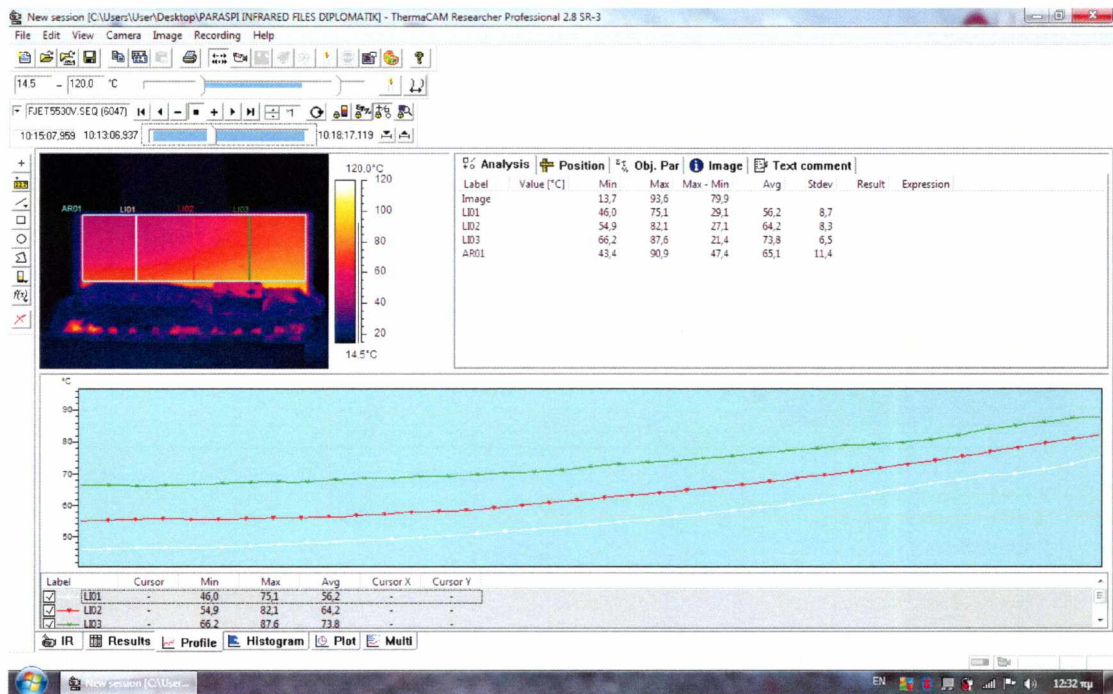 New session [C:\Users\User\Desktop\PARASPI INFRARED FILES DIPLOMATIK] - ThermaCAM Researcher Professional 2.8 SR-3
File Edit View Camera Image Recording Help
14.5 - 120.0 °C
FJET5530V.SEQ (6047)
10:15:07,959 10:13:06,937 10:18:17,119
Analysis Position Obj. Par Image Text comment
Label Value [°C] Min Max Max - Min Avg Stdev Result Expression
Image 13,7 93,6 79,9
LI01 46,0 75,1 29,1 56,2 8,7
LI02 54,9 82,1 27,1 64,2 8,3
LI03 66,2 87,6 21,4 73,8 6,5
AR01 43,4 90,9 47,4 65,1 11,4
120.0°C
AR01 LI01 LI02 LI03
120
100
80
60
40
20
14.5°C
°C
90
80
70
60
50
Label Cursor Min Max Avg Cursor X Cursor Y
LI01 - 46,0 75,1 56,2 - -
LI02 - 54,9 82,1 64,2 - -
LI03 - 66,2 87,6 73,8 - -
IR Results Profile Histogram Plot Multi
New session [C:\User...
EN 12:32 πμ